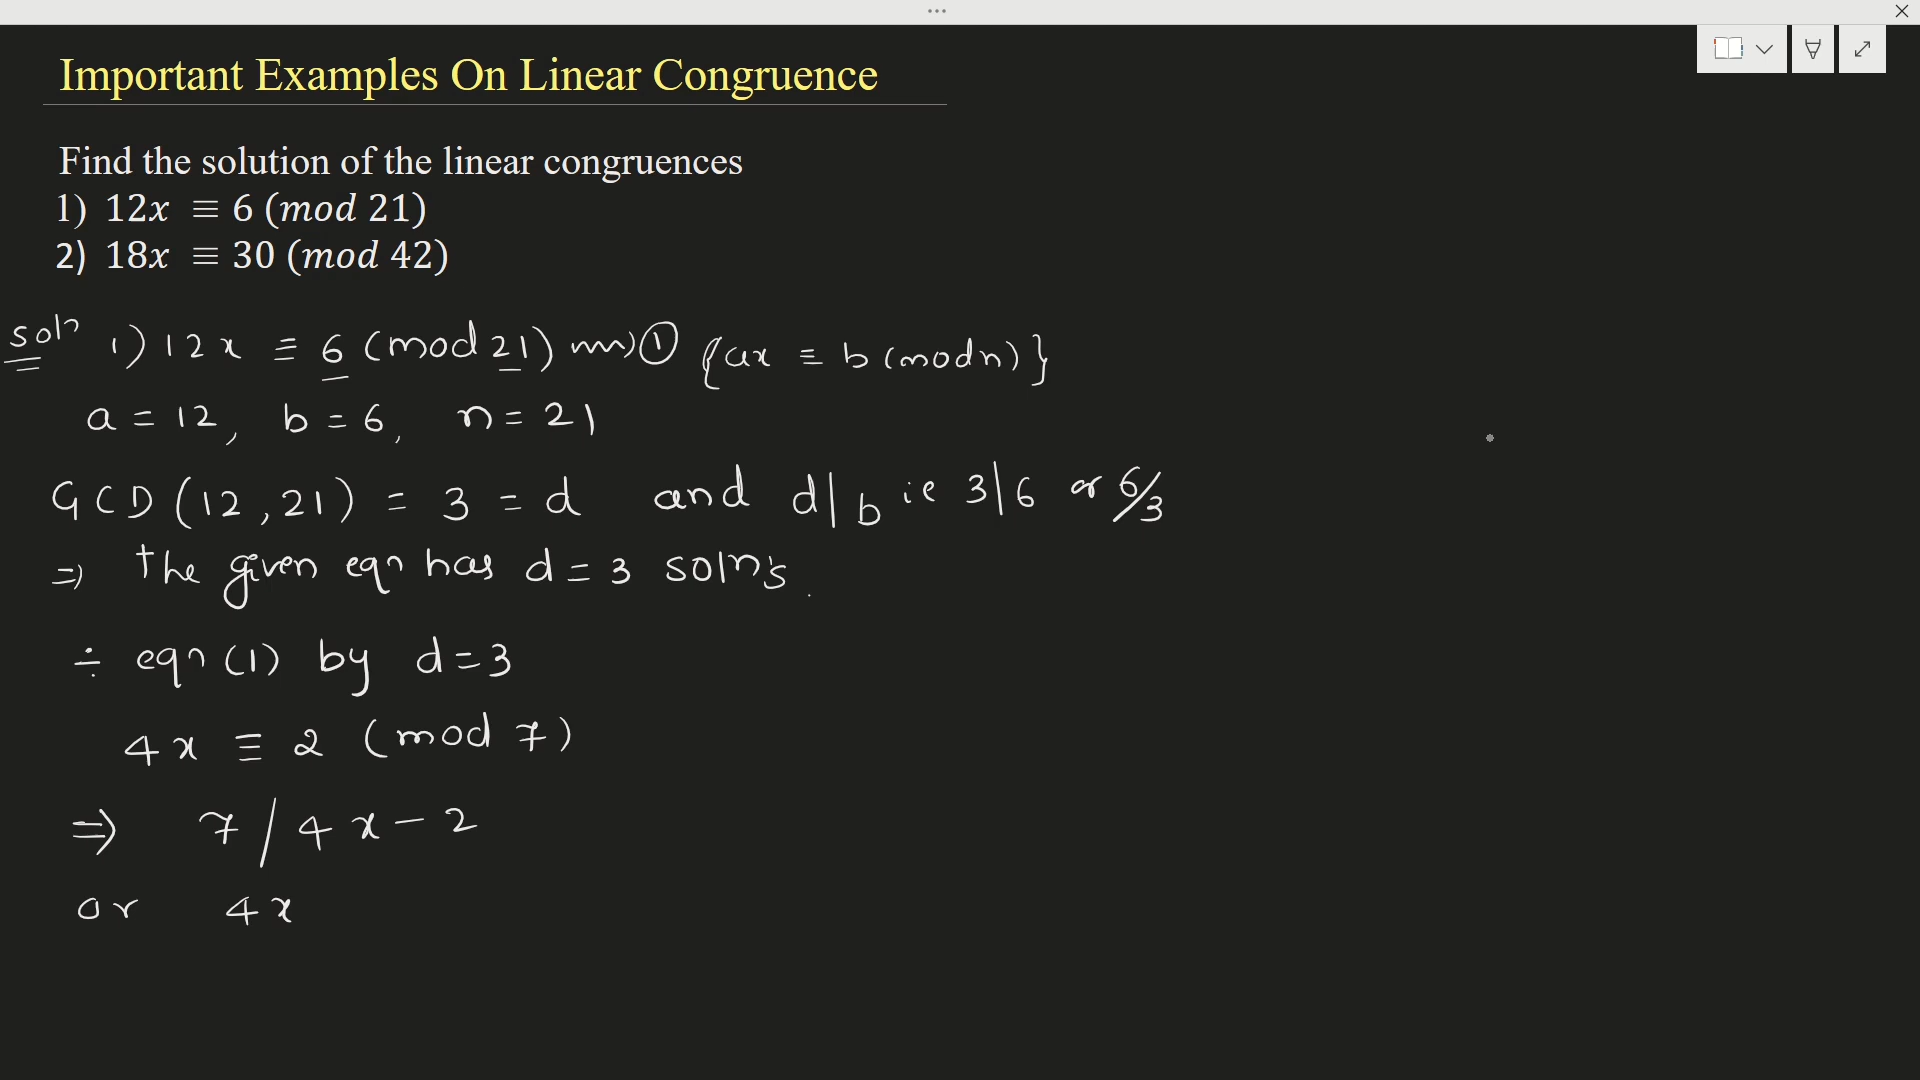 Important Examples On Linear Congruence
Find the solution of the linear congruences
1) 12x ≡ 6 (mod 21)
2) 18x ≡ 30 (mod 42)
soln 1) 12x ≡ 6 (mod 21) ① {ax ≡ b (mod n)}
a = 12, b = 6, n = 21
GCD (12, 21) = 3 = d and d|b ie 3|6 or 6/3
⇒ the given eqn has d = 3 soln's.
÷ eqn (1) by d = 3
4x ≡ 2 (mod 7)
⇒ 7 / 4x - 2
or 4x